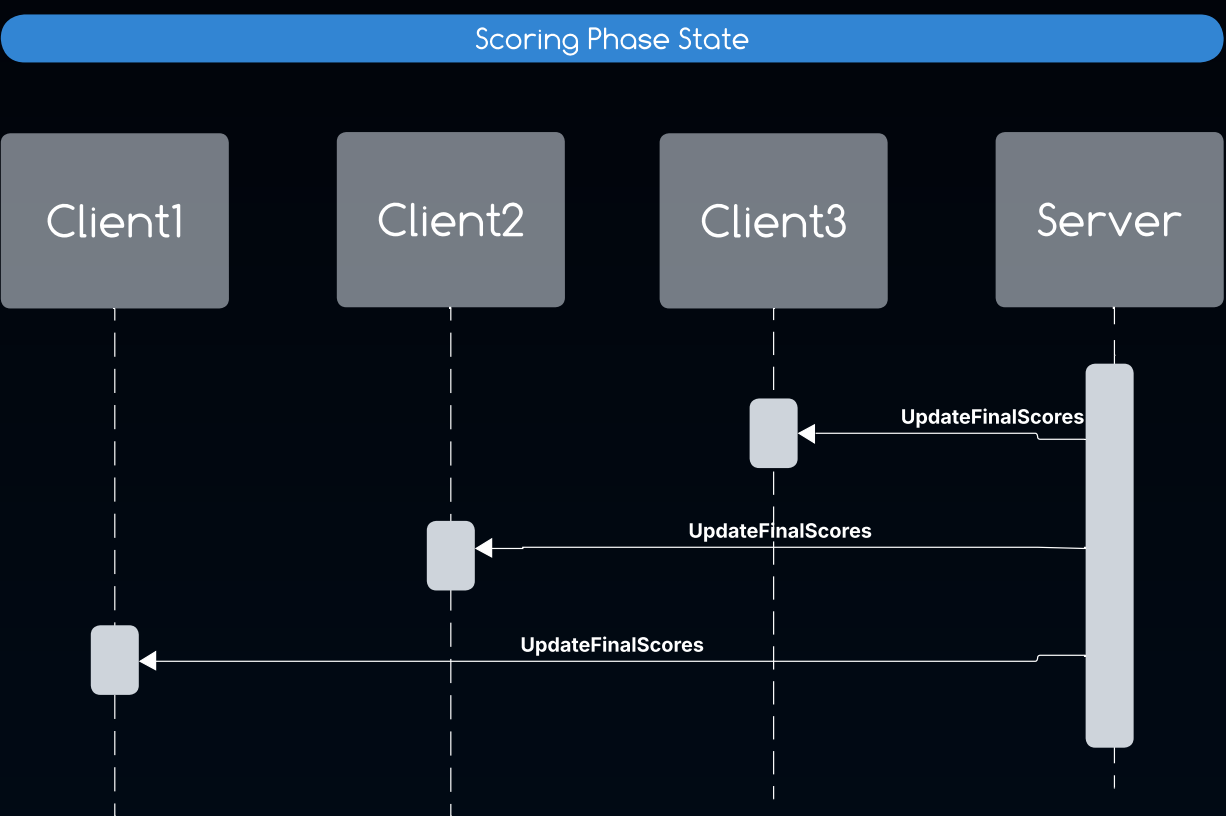 Scoring Phase State
Client1
Client2
Client3
Server
UpdateFinalScores
UpdateFinalScores
UpdateFinalScores